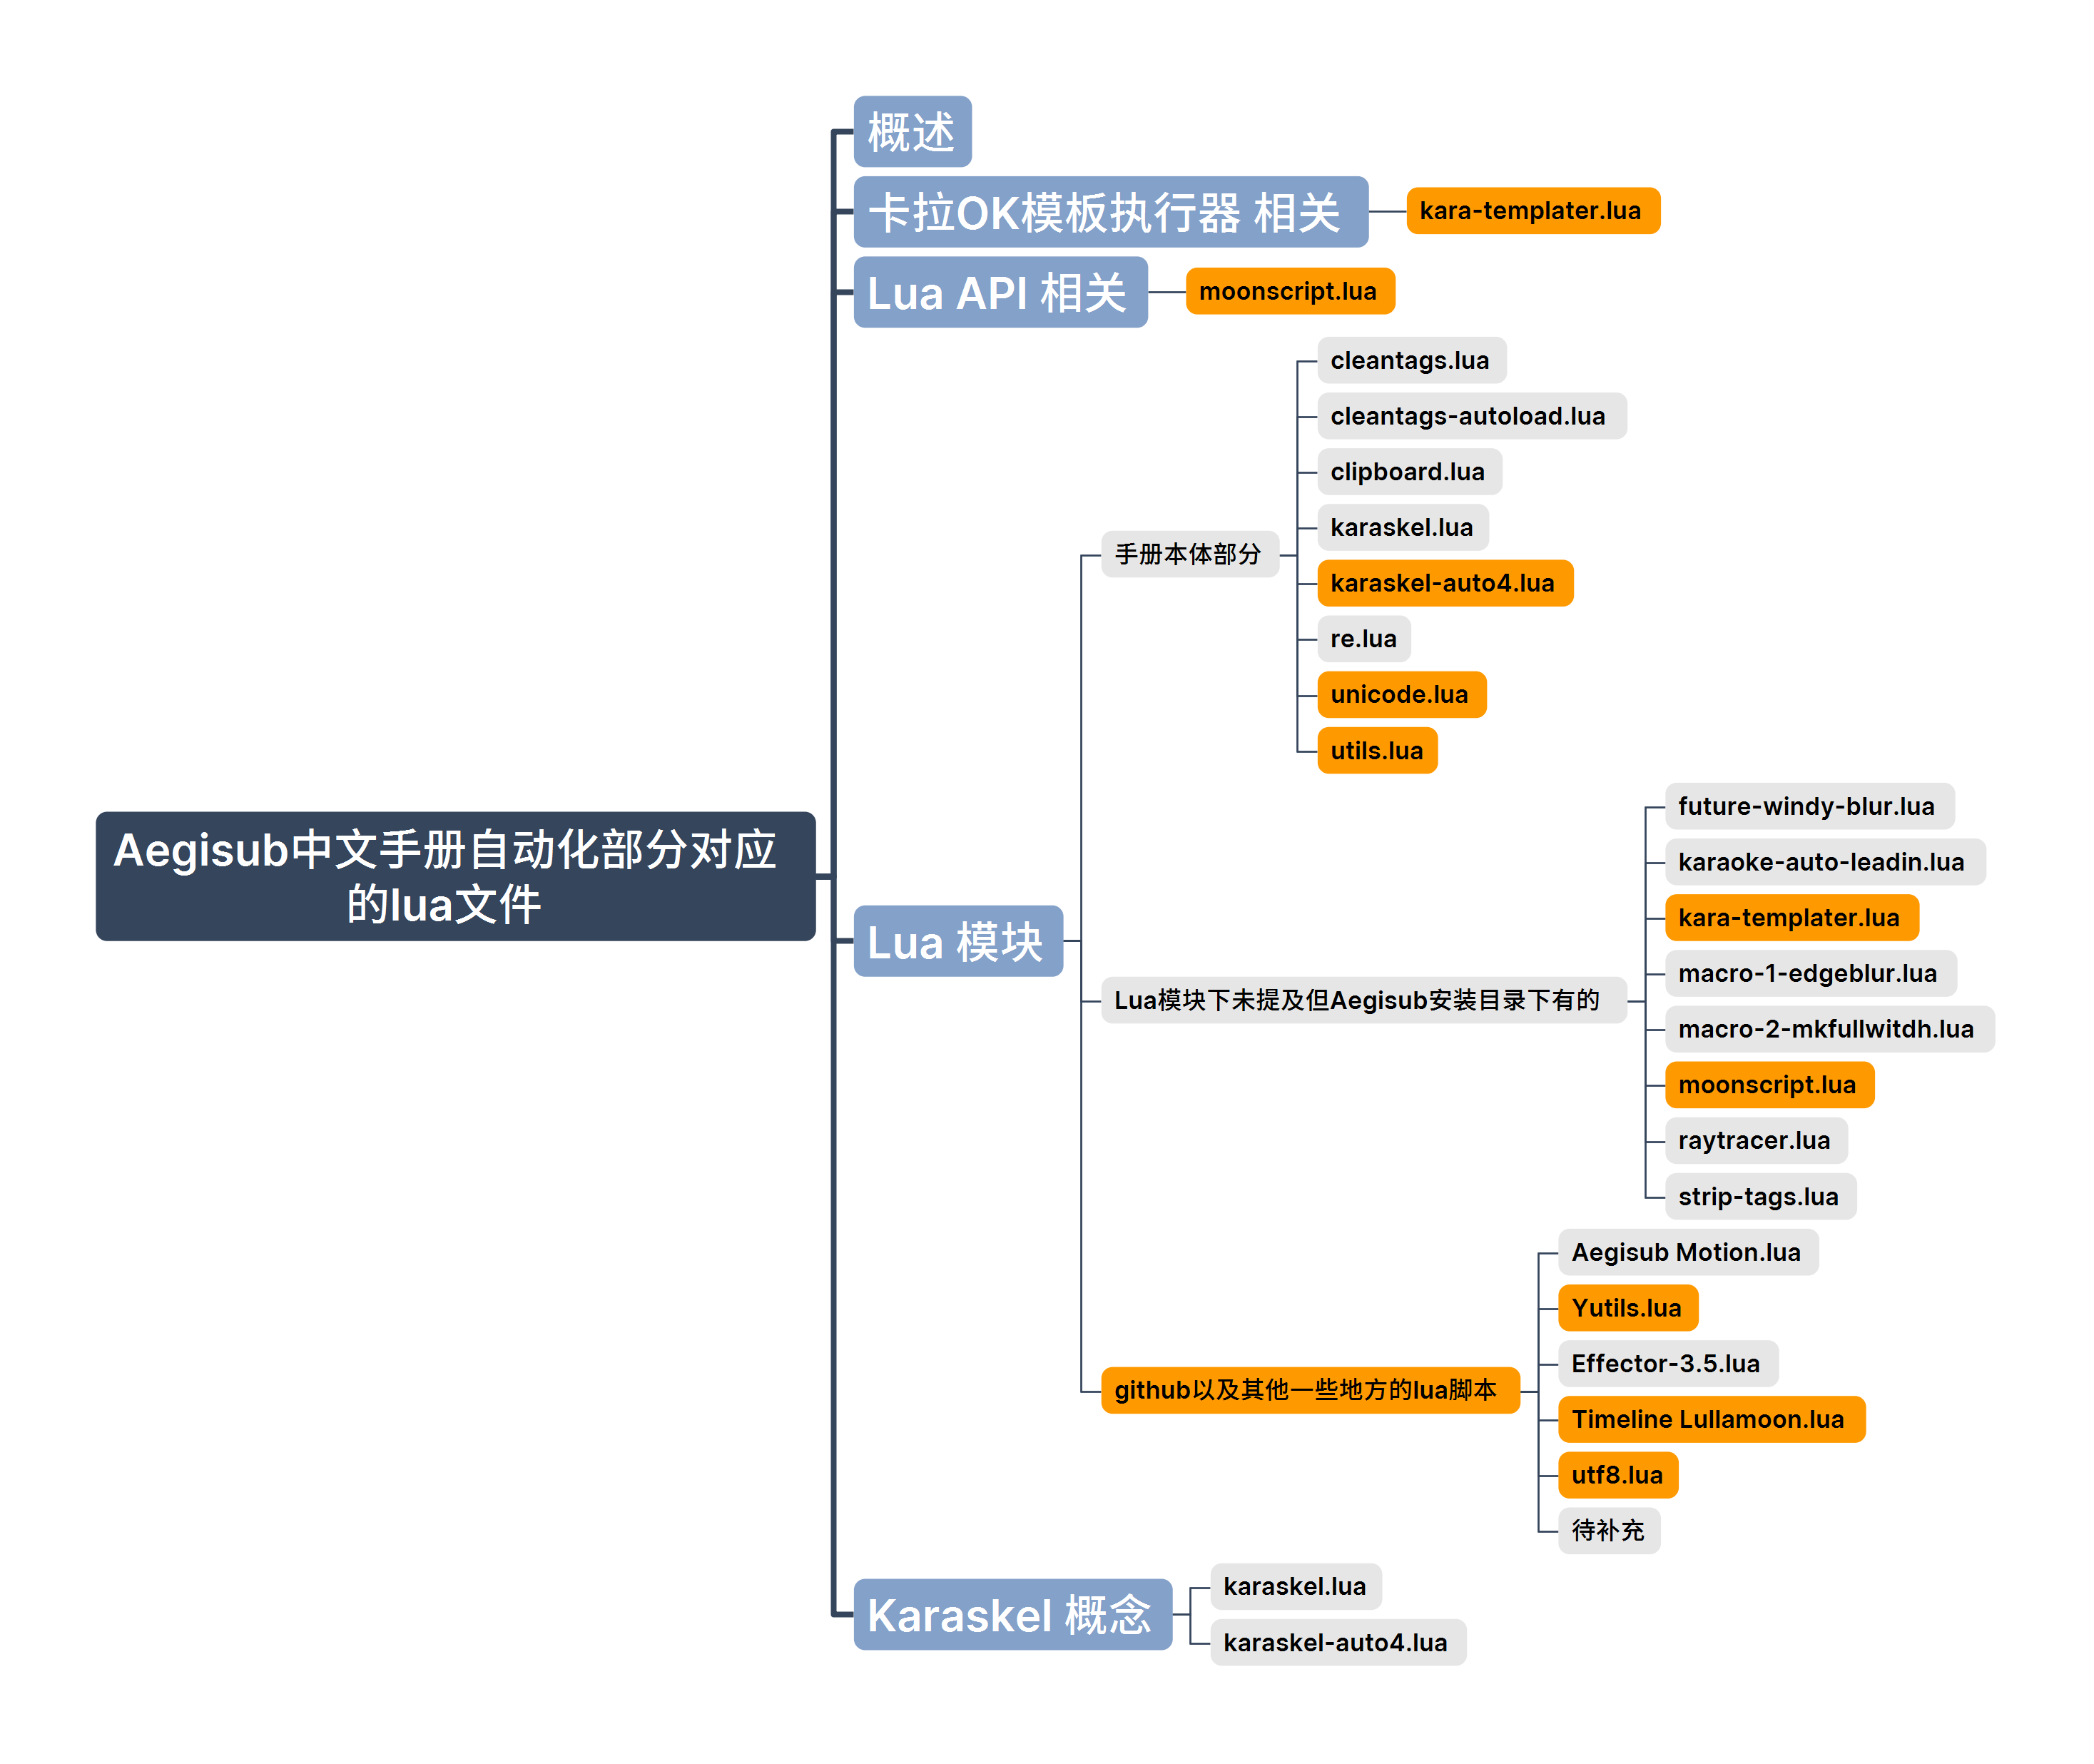 概述
卡拉OK模板执行器 相关
kara-templater.lua
Lua API 相关
moonscript.lua
cleantags.lua
cleantags-autoload.lua
clipboard.lua
karaskel.lua
手册本体部分
karaskel-auto4.lua
re.lua
unicode.lua
utils.lua
Aegisub中文手册自动化部分对应
的lua文件
Lua 模块
future-windy-blur.lua
karaoke-auto-leadin.lua
kara-templater.lua
macro-1-edgeblur.lua
Lua模块下未提及但Aegisub安装目录下有的
macro-2-mkfullwitdh.lua
moonscript.lua
raytracer.lua
strip-tags.lua
Aegisub Motion.lua
Yutils.lua
Effector-3.5.lua
github以及其他一些地方的lua脚本
Timeline Lullamoon.lua
utf8.lua
待补充
Karaskel 概念
karaskel.lua
karaskel-auto4.lua